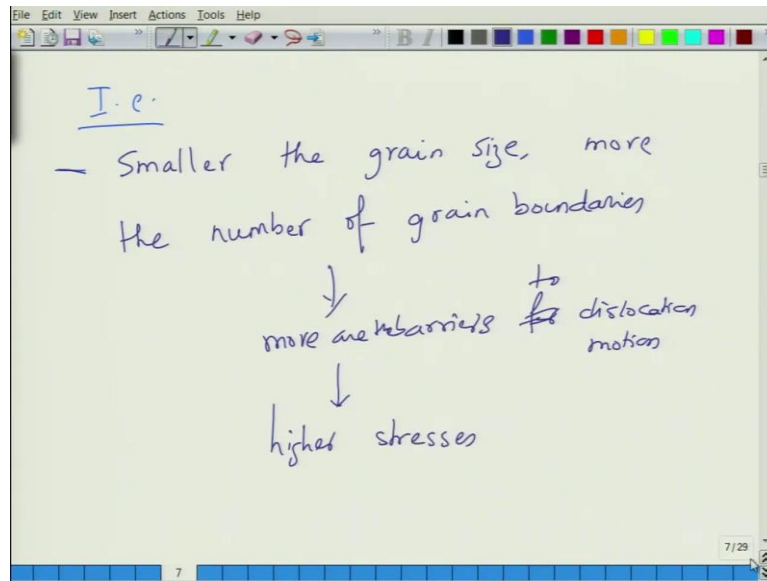 File Edit View Insert Actions Tools Help
I.e.
— Smaller the grain size, more
the number of grain boundaries
to
more are the barriers for dislocation
motion
higher stresses
7/29
7